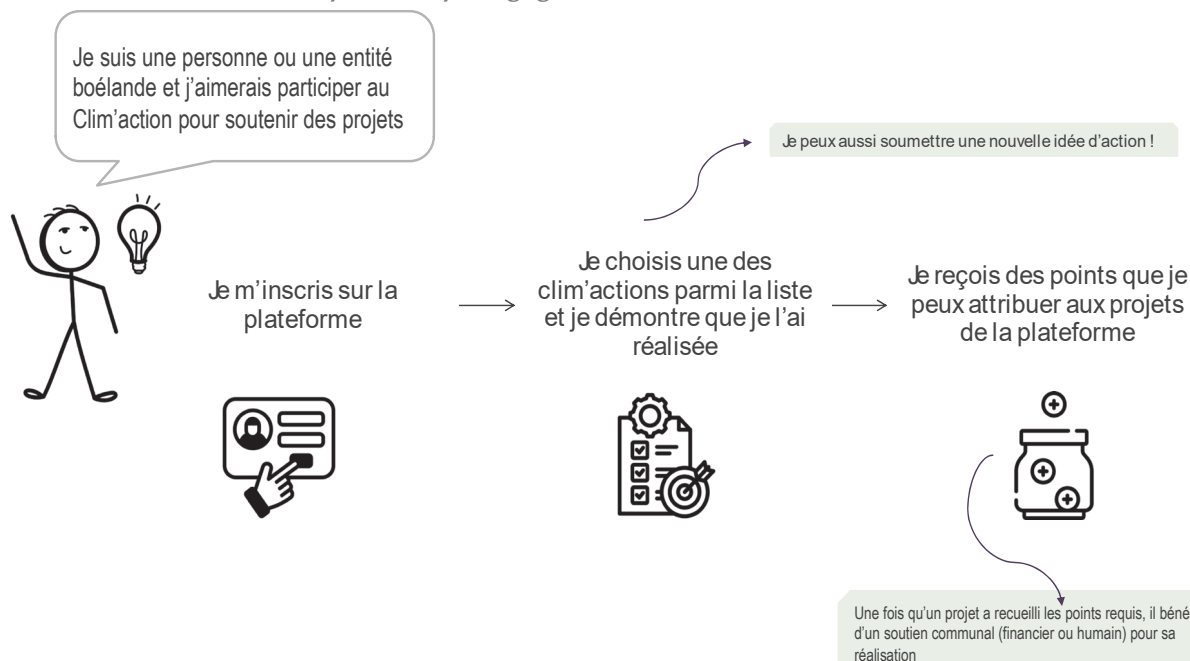 Je suis une personne ou une entité
boélande et j'aimerais participer au
Clim'action pour soutenir des projets
Je peux aussi soumettre une nouvelle idée d'action !
Je m'inscris sur la
plateforme
Je choisis une des
clim'actions parmi la liste
et je démontre que je l'ai
réalisée
Je reçois des points que je
peux attribuer aux projets
de la plateforme
Une fois qu'un projet a recueilli les points requis, il béné
d'un soutien communal (financier ou humain) pour sa
réalisation